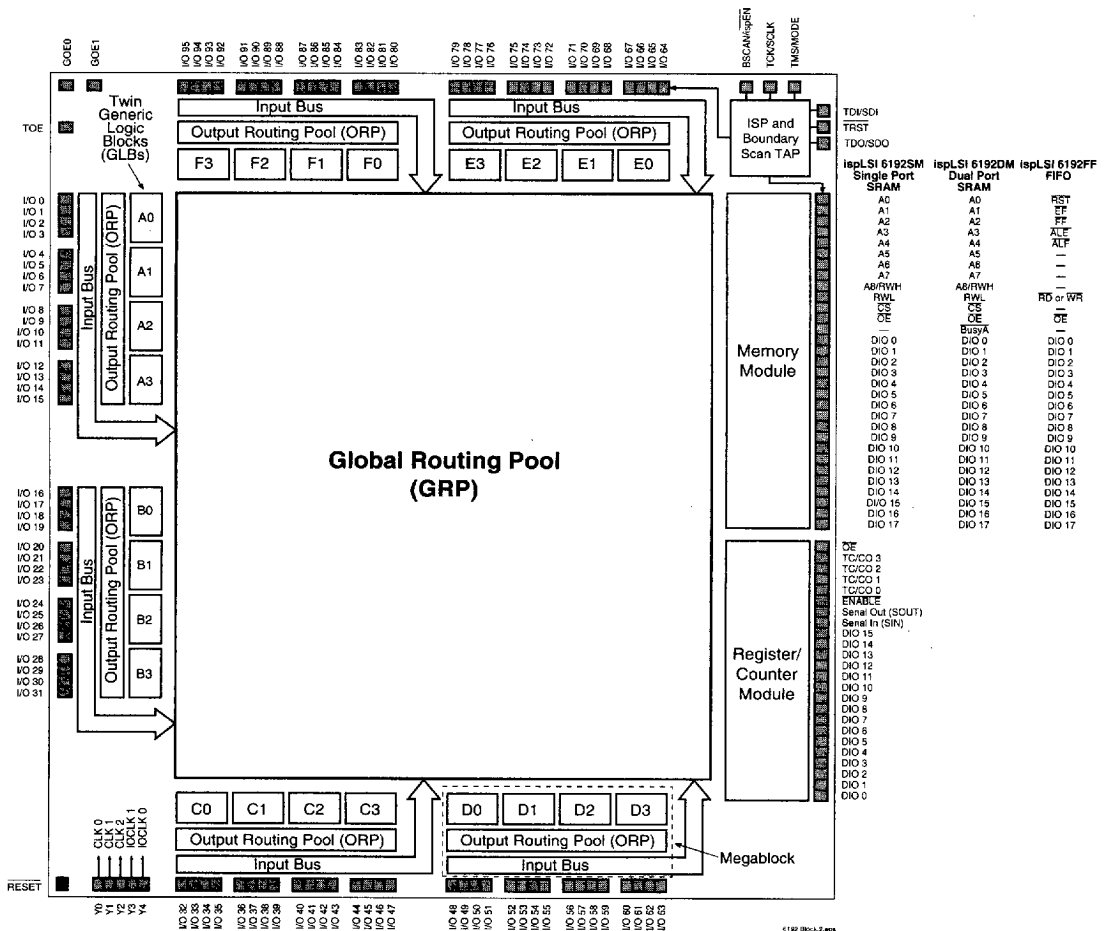 GOE0
GOE1
I/O 95
I/O 94
I/O 93
I/O 92
I/O 91
I/O 90
I/O 89
I/O 88
I/O 87
I/O 86
I/O 85
I/O 84
I/O 83
I/O 82
I/O 81
I/O 80
I/O 79
I/O 78
I/O 77
I/O 76
I/O 75
I/O 74
I/O 73
I/O 72
I/O 71
I/O 70
I/O 69
I/O 68
I/O 67
I/O 66
I/O 65
I/O 64
BSCAN/ispEN
TCK/SCLK
TMS/MODE
TOE
Twin
Generic
Logic
Blocks
(GLBs)
Input Bus
Output Routing Pool (ORP)
F3 F2 F1 F0
Input Bus
Output Routing Pool (ORP)
E3 E2 E1 E0
ISP and
Boundary
Scan TAP
TDI/SDI
TRST
TDO/SDO
I/O 0
I/O 1
I/O 2
I/O 3
I/O 4
I/O 5
I/O 6
I/O 7
I/O 8
I/O 9
I/O 10
I/O 11
I/O 12
I/O 13
I/O 14
I/O 15
Input Bus
Output Routing Pool (ORP)
A0
A1
A2
A3
I/O 16
I/O 17
I/O 18
I/O 19
I/O 20
I/O 21
I/O 22
I/O 23
I/O 24
I/O 25
I/O 26
I/O 27
I/O 28
I/O 29
I/O 30
I/O 31
Input Bus
Output Routing Pool (ORP)
B0
B1
B2
B3
Global Routing Pool
(GRP)
Memory
Module
Register/
Counter
Module
ispLSI 6192SM ispLSI 6192DM ispLSI 6192FF
Single Port Dual Port FIFO
SRAM SRAM
A0 A0 RST
A1 A1 EF
A2 A2 FF
A3 A3 ALE
A4 A4 ALF
A5 A5 —
A6 A6 —
A7 A7 —
A8/RWH A8/RWH —
RWL RWL RD or WR
CS CS —
OE OE OE
— BusyA —
DIO 0 DIO 0 DIO 0
DIO 1 DIO 1 DIO 1
DIO 2 DIO 2 DIO 2
DIO 3 DIO 3 DIO 3
DIO 4 DIO 4 DIO 4
DIO 5 DIO 5 DIO 5
DIO 6 DIO 6 DIO 6
DIO 7 DIO 7 DIO 7
DIO 8 DIO 8 DIO 8
DIO 9 DIO 9 DIO 9
DIO 10 DIO 10 DIO 10
DIO 11 DIO 11 DIO 11
DIO 12 DIO 12 DIO 12
DIO 13 DIO 13 DIO 13
DIO 14 DIO 14 DIO 14
DI/O 15 DIO 15 DIO 15
DIO 16 DIO 16 DIO 16
DIO 17 DIO 17 DIO 17
OE
TC/CO 3
TC/CO 2
TC/CO 1
TC/CO 0
ENABLE
Serial Out (SOUT)
Serial In (SIN)
DIO 15
DIO 14
DIO 13
DIO 12
DIO 11
DIO 10
DIO 9
DIO 8
DIO 7
DIO 6
DIO 5
DIO 4
DIO 3
DIO 2
DIO 1
DIO 0
C0 C1 C2 C3
Output Routing Pool (ORP)
Input Bus
D0 D1 D2 D3
Output Routing Pool (ORP)
Input Bus
Megablock
CLK 0
CLK 1
CLK 2
IOCLK 1
IOCLK 0
RESET
Y0
Y1
Y2
Y3
Y4
I/O 32
I/O 33
I/O 34
I/O 35
I/O 36
I/O 37
I/O 38
I/O 39
I/O 40
I/O 41
I/O 42
I/O 43
I/O 44
I/O 45
I/O 46
I/O 47
I/O 48
I/O 49
I/O 50
I/O 51
I/O 52
I/O 53
I/O 54
I/O 55
I/O 56
I/O 57
I/O 58
I/O 59
I/O 60
I/O 61
I/O 62
I/O 63
6192 Block.2.eps